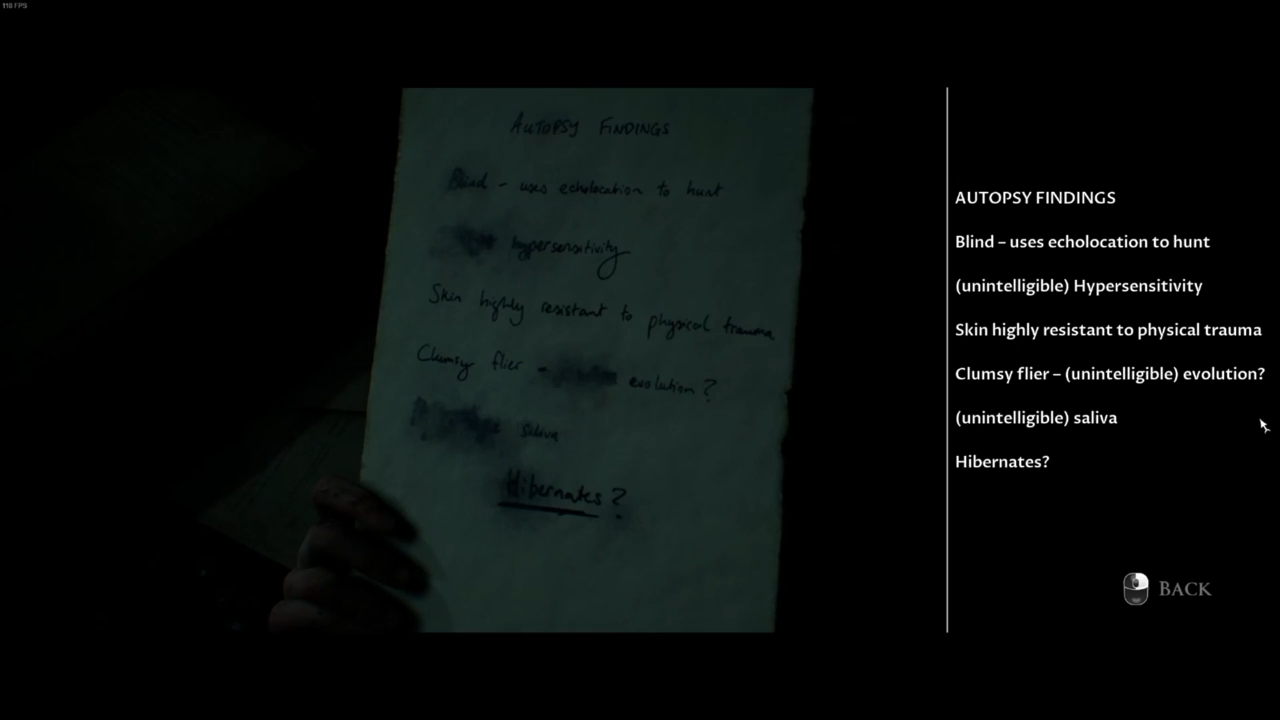 118 FPS
AUTOPSY FINDINGS
Blind - uses echolocation to hunt
hypersensitivity
Skin highly resistant to physical trauma
Clumsy flier - evolution?
saliva
Hibernates?
AUTOPSY FINDINGS
Blind – uses echolocation to hunt
(unintelligible) Hypersensitivity
Skin highly resistant to physical trauma
Clumsy flier – (unintelligible) evolution?
(unintelligible) saliva
Hibernates?
BACK